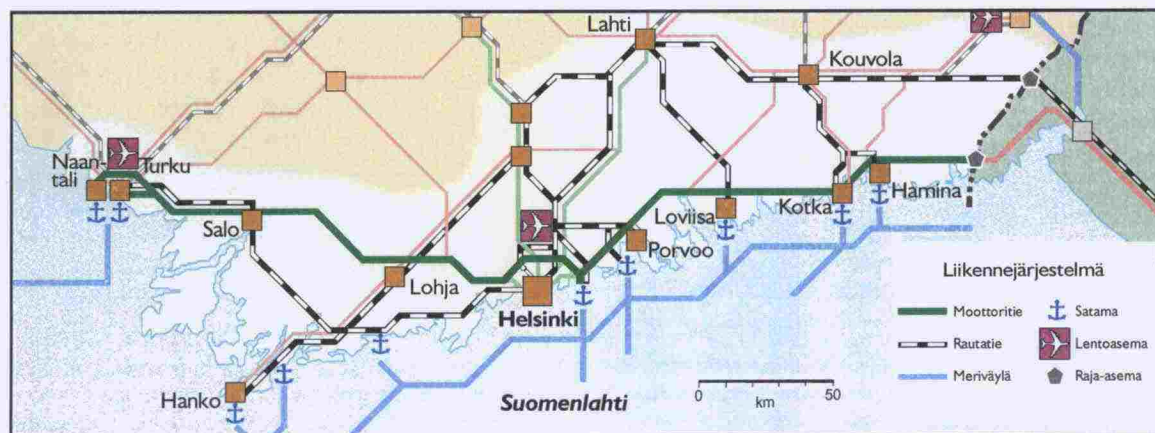 Lahti
Kouvola
Naan-
tali
Turku
Salo
Lohja
Helsinki
Porvoo
Loviisa
Kotka
Hamina
Hanko
Suomenlahti
0
50
km
Liikennejärjestelmä
Moottoritie
Satama
Rautatie
Lentoasema
Meriväylä
Raja-asema